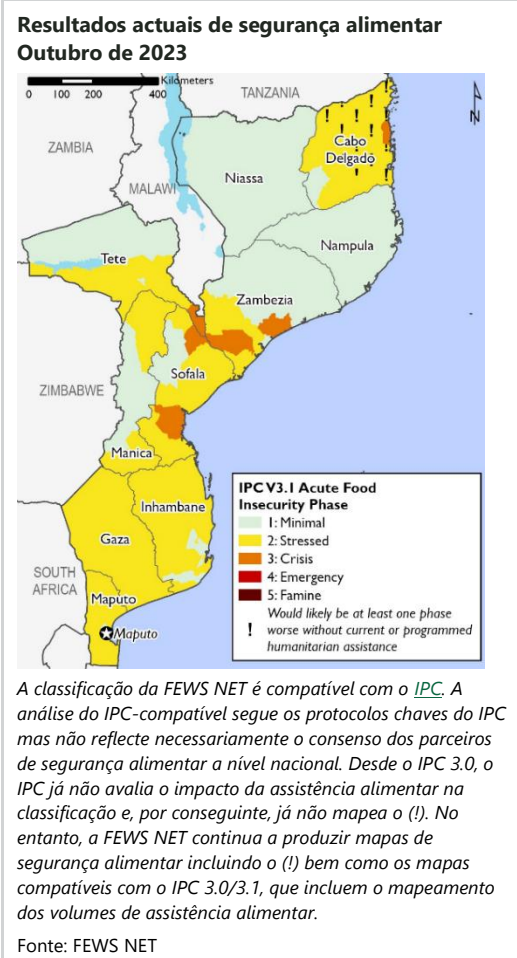 Resultados actuais de segurança alimentar
Outubro de 2023
Kilometers
0 100 200 400
TANZANIA
N
ZAMBIA
Cabo
Delgado
MALAWI
Niassa
Nampula
Tete
Zambezia
Sofala
ZIMBABWE
Manica
Inhambane
Gaza
SOUTH
AFRICA
Maputo
Maputo
IPC V3.1 Acute Food
Insecurity Phase
1: Minimal
2: Stressed
3: Crisis
4: Emergency
5: Famine
Would likely be at least one phase
! worse without current or programmed
humanitarian assistance
A classificação da FEWS NET é compatível com o IPC. A
análise do IPC-compatível segue os protocolos chaves do IPC
mas não reflecte necessariamente o consenso dos parceiros
de segurança alimentar a nível nacional. Desde o IPC 3.0, o
IPC já não avalia o impacto da assistência alimentar na
classificação e, por conseguinte, já não mapea o (!). No
entanto, a FEWS NET continua a produzir mapas de
segurança alimentar incluindo o (!) bem como os mapas
compatíveis com o IPC 3.0/3.1, que incluem o mapeamento
dos volumes de assistência alimentar.
Fonte: FEWS NET